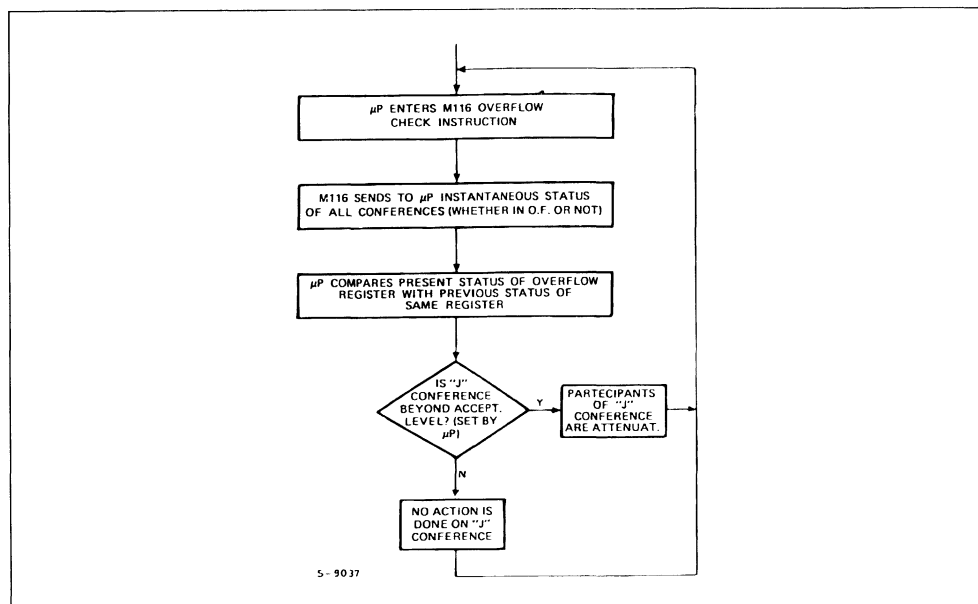 μP ENTERS M116 OVERFLOW
CHECK INSTRUCTION
M116 SENDS TO μP INSTANTANEOUS STATUS
OF ALL CONFERENCES (WHETHER IN O.F. OR NOT)
μP COMPARES PRESENT STATUS OF OVERFLOW
REGISTER WITH PREVIOUS STATUS OF
SAME REGISTER
IS "J"
CONFERENCE
BEYOND ACCEPT.
LEVEL? (SET BY
μP)
Y
PARTECIPANTS
OF "J"
CONFERENCE
ARE ATTENUAT.
N
NO ACTION IS
DONE ON "J"
CONFERENCE
S-9037